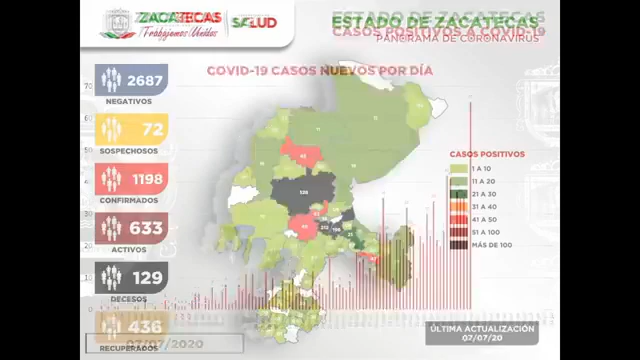 ZACATECAS
Trabajemos Unidos
SALUD
ESTADO DE ZACATECAS
CASOS POSITIVOS A COVID-19
PANORAMA DE CORONAVIRUS
COVID-19 CASOS NUEVOS POR DÍA
2687
NEGATIVOS
72
SOSPECHOSOS
1198
CONFIRMADOS
633
ACTIVOS
129
DECESOS
436
RECUPERADOS
07/07/2020
CASOS POSITIVOS
1 A 10
11 A 20
21 A 30
31 A 40
41 A 50
51 A 100
MÁS DE 100
ÚLTIMA ACTUALIZACIÓN
07/07/20